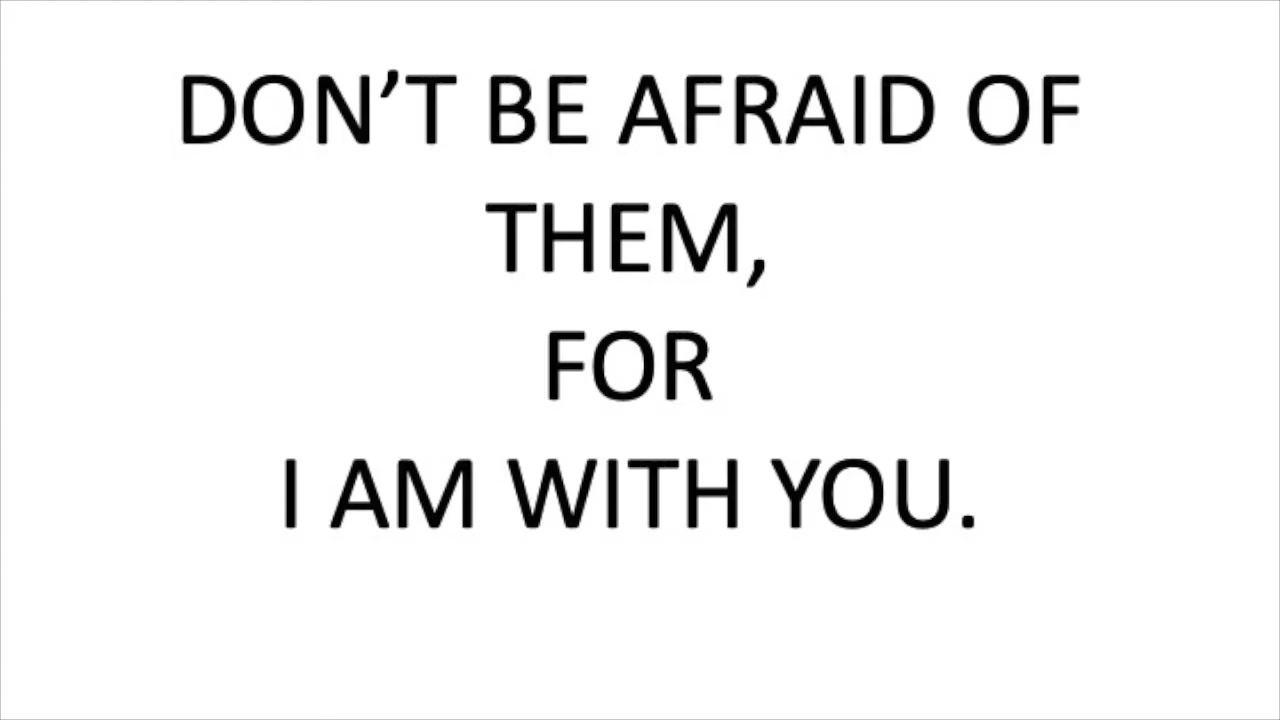 DON’T BE AFRAID OF
THEM,
FOR
I AM WITH YOU.